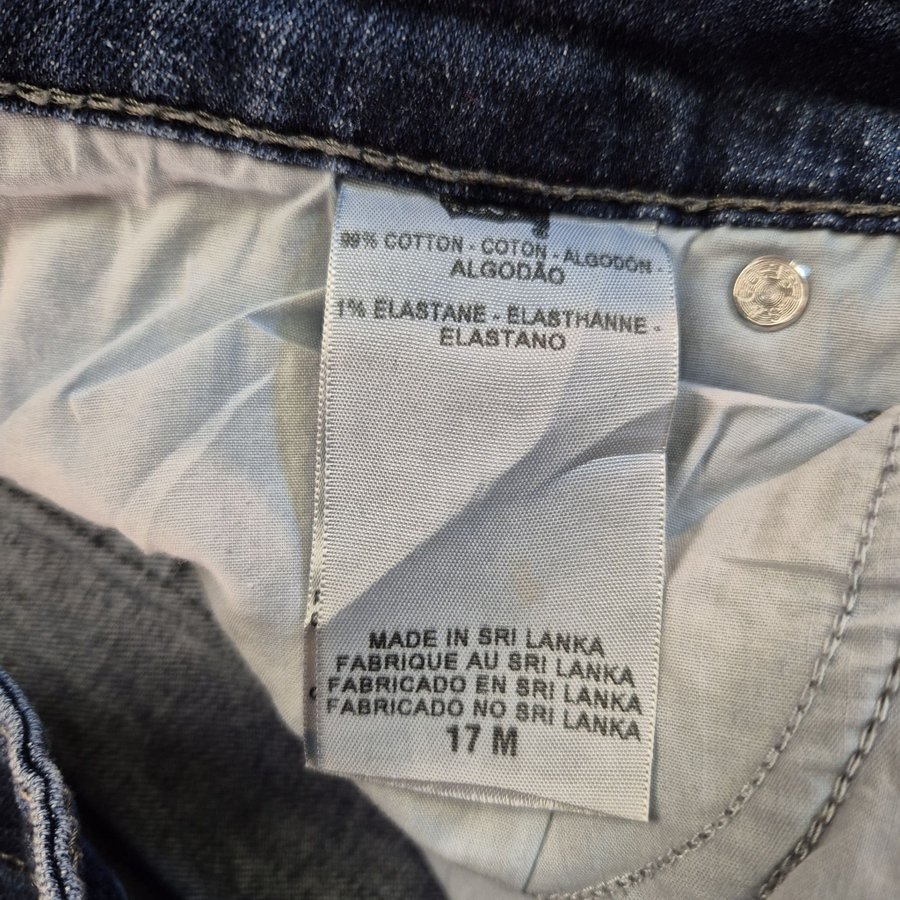 99% COTTON - COTON - ALGODÓN -
ALGODÃO
1% ELASTANE - ELASTHANNE -
ELASTANO
MADE IN SRI LANKA
FABRIQUE AU SRI LANKA
FABRICADO EN SRI LANKA
FABRICADO NO SRI LANKA
17 M